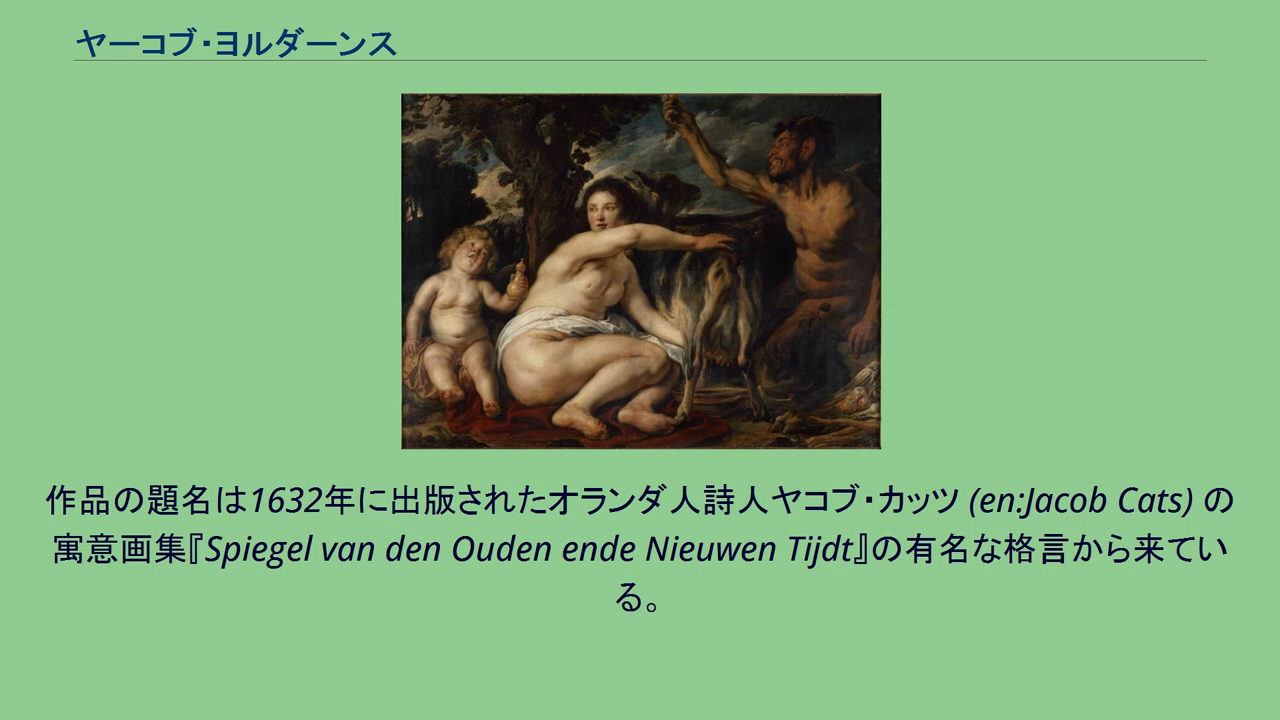 ヤーコブ・ヨルダーンス
作品の題名は1632年に出版されたオランダ人詩人ヤコブ・カッツ (en:Jacob Cats) の
寓意画集『Spiegel van den Ouden ende Nieuwen Tijdt』の有名な格言から来てい
る。